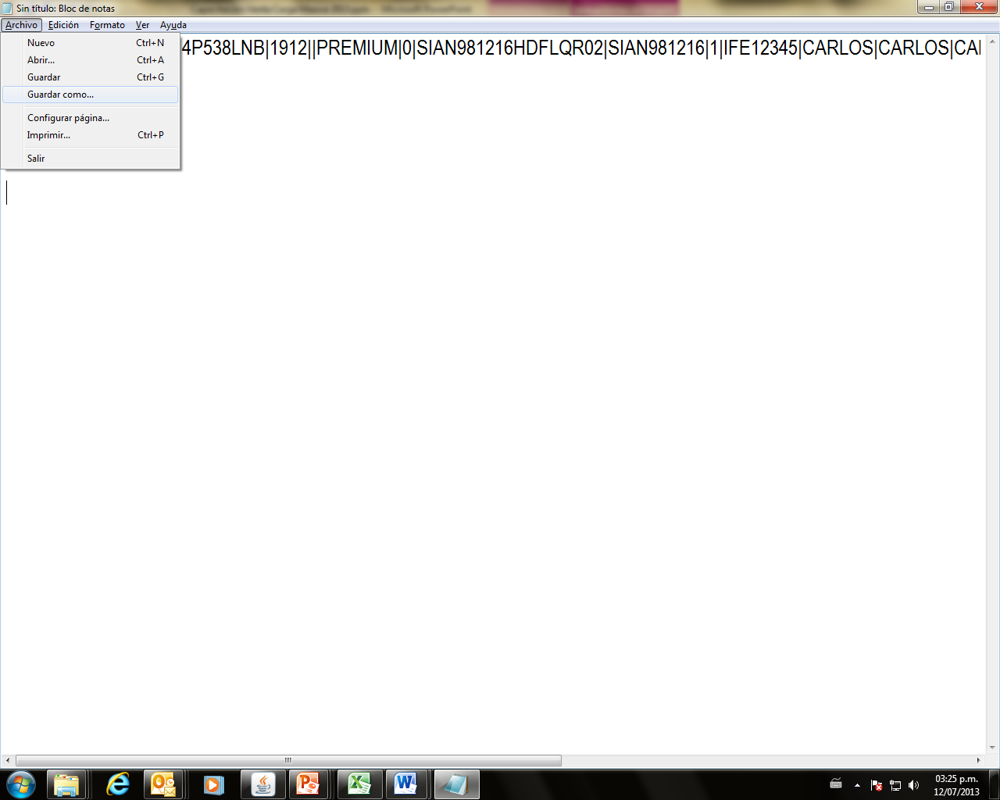 Sin título: Bloc de notas
Archivo Edición Formato Ver Ayuda
Nuevo Ctrl+N
Abrir... Ctrl+A
Guardar Ctrl+G
Guardar como...
Configurar página...
Imprimir... Ctrl+P
Salir
4P538LNB|1912||PREMIUM|0|SIAN981216HDFLQR02|SIAN981216|1|IFE12345|CARLOS|CARLOS|CAI
03:25 p.m.
12/07/2013